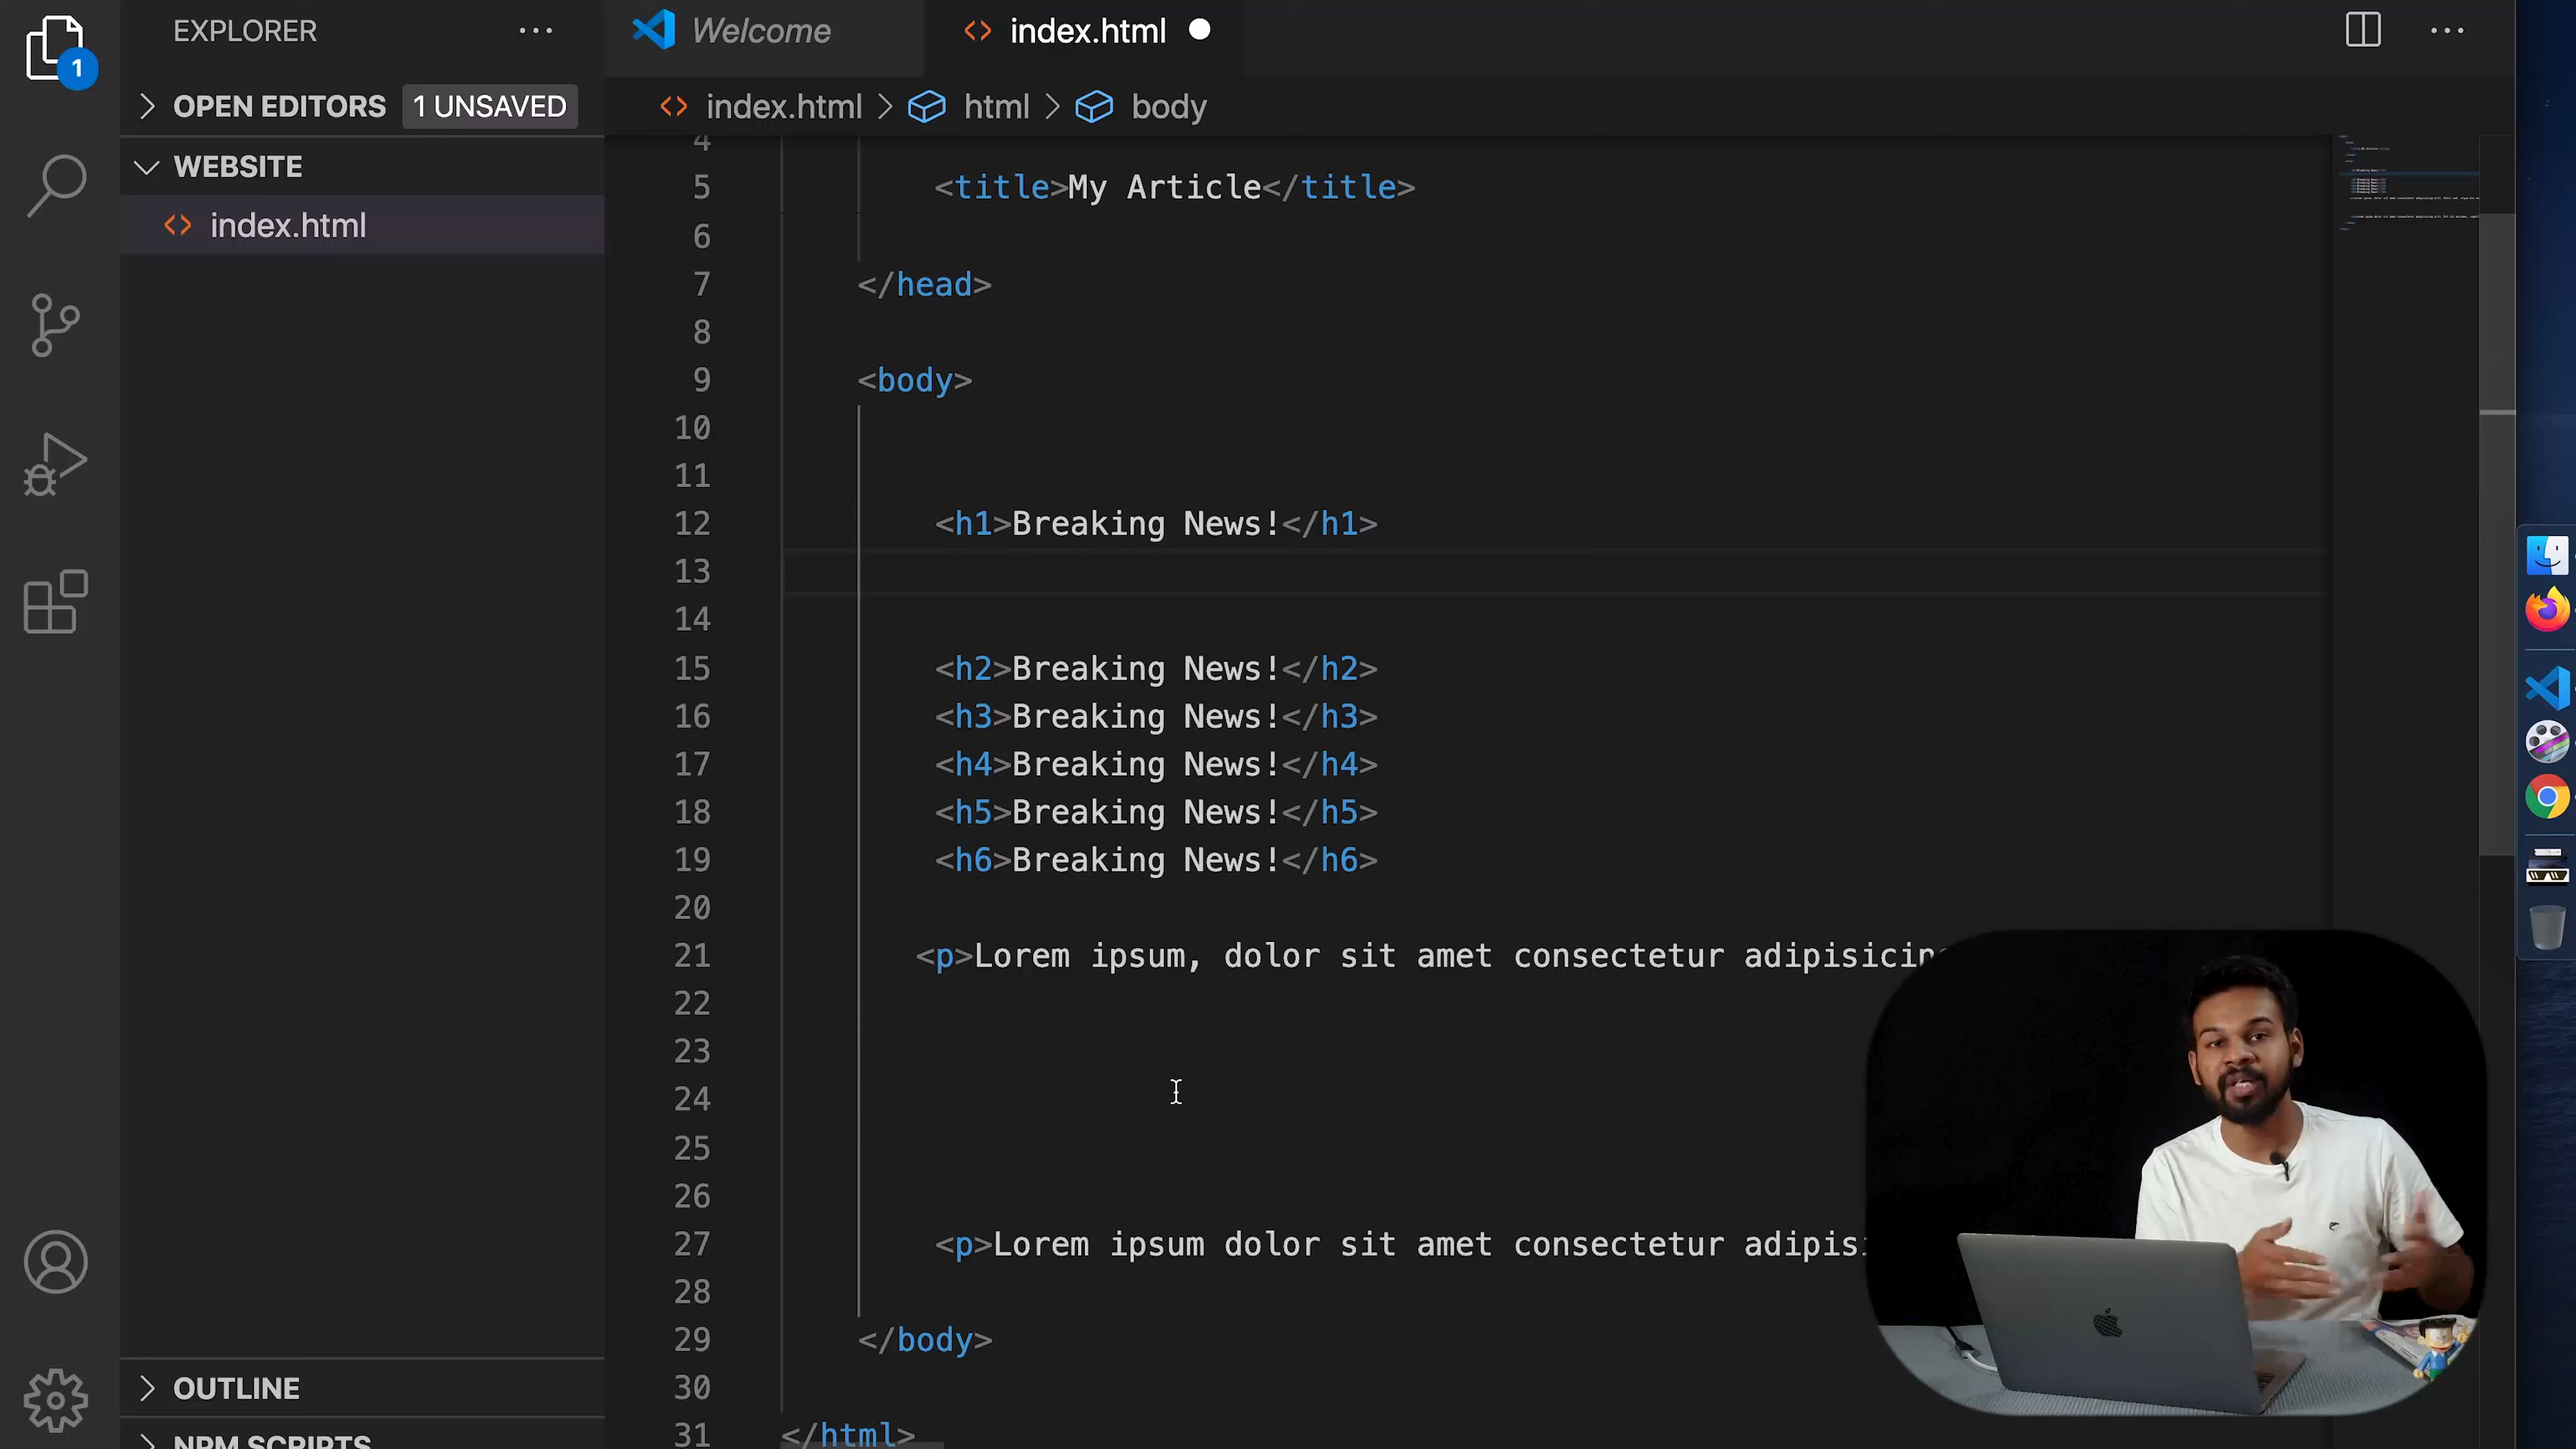 EXPLORER
Welcome
index.html
1
OPEN EDITORS
1 UNSAVED
index.html
html
body
WEBSITE
index.html
4
5 <title>My Article</title>
6
7 </head>
8
9 <body>
10
11
12 <h1>Breaking News!</h1>
13
14
15 <h2>Breaking News!</h2>
16 <h3>Breaking News!</h3>
17 <h4>Breaking News!</h4>
18 <h5>Breaking News!</h5>
19 <h6>Breaking News!</h6>
20
21 <p>Lorem ipsum, dolor sit amet consectetur adipisicing
22
23
24
25
26
27 <p>Lorem ipsum dolor sit amet consectetur adipisi
28
29 </body>
30
31 </html>
OUTLINE
NPM SCRIPTS